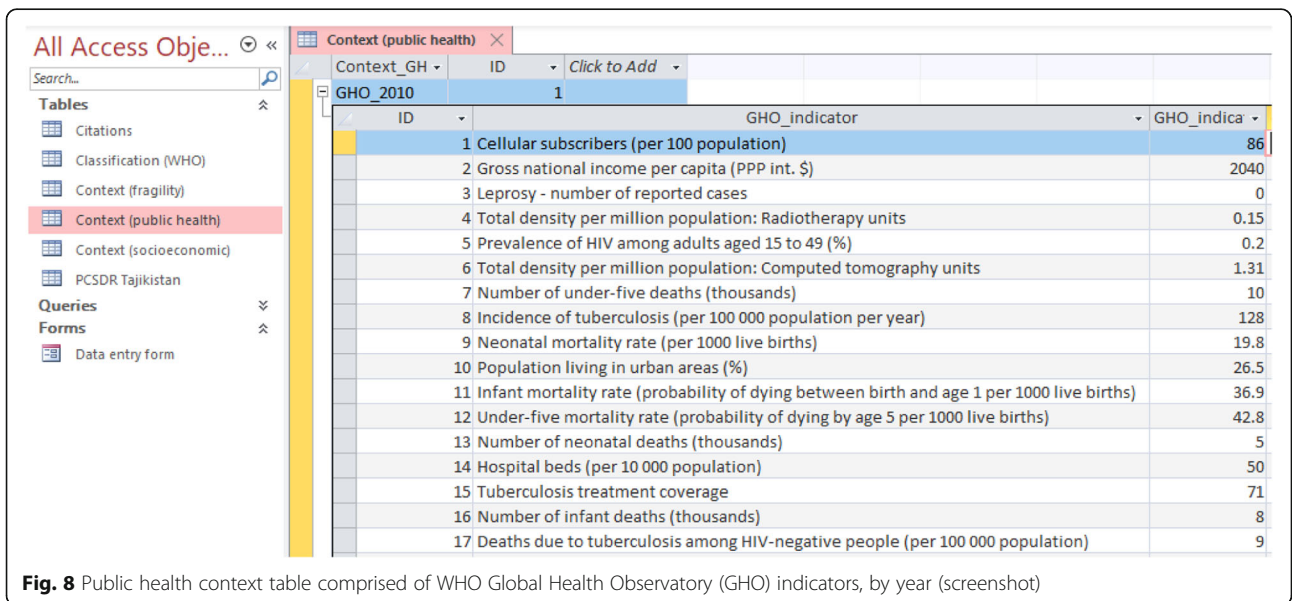 All Access Obje...
Search...
Tables
Citations
Classification (WHO)
Context (fragility)
Context (public health)
Context (socioeconomic)
PCSDR Tajikistan
Queries
Forms
Data entry form
Context (public health)
Context_GH ID Click to Add
GHO_2010 1
ID GHO_indicator GHO_indica
1 Cellular subscribers (per 100 population) 86
2 Gross national income per capita (PPP int. $) 2040
3 Leprosy - number of reported cases 0
4 Total density per million population: Radiotherapy units 0.15
5 Prevalence of HIV among adults aged 15 to 49 (%) 0.2
6 Total density per million population: Computed tomography units 1.31
7 Number of under-five deaths (thousands) 10
8 Incidence of tuberculosis (per 100 000 population per year) 128
9 Neonatal mortality rate (per 1000 live births) 19.8
10 Population living in urban areas (%) 26.5
11 Infant mortality rate (probability of dying between birth and age 1 per 1000 live births) 36.9
12 Under-five mortality rate (probability of dying by age 5 per 1000 live births) 42.8
13 Number of neonatal deaths (thousands) 5
14 Hospital beds (per 10 000 population) 50
15 Tuberculosis treatment coverage 71
16 Number of infant deaths (thousands) 8
17 Deaths due to tuberculosis among HIV-negative people (per 100 000 population) 9
Fig. 8 Public health context table comprised of WHO Global Health Observatory (GHO) indicators, by year (screenshot)